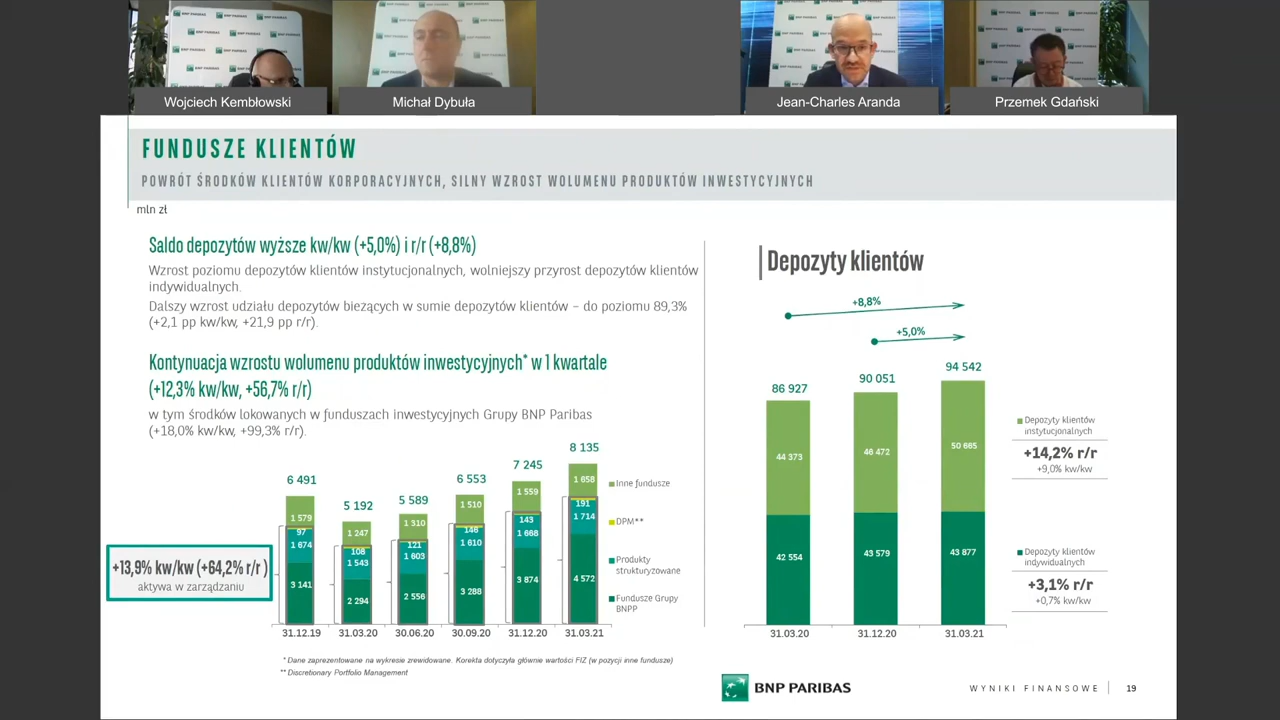 Wojciech Kembłowski
Michał Dybuła
Jean-Charles Aranda
Przemek Gdański
FUNDUSZE KLIENTÓW
POWRÓT ŚRODKÓW KLIENTÓW KORPORACYJNYCH, SILNY WZROST WOLUMENU PRODUKTÓW INWESTYCYJNYCH
mln zł
Saldo depozytów wyższe kw/kw (+5,0%) i r/r (+8,8%)
Wzrost poziomu depozytów klientów instytucjonalnych, wolniejszy przyrost depozytów klientów
indywidualnych.
Dalszy wzrost udziału depozytów bieżących w sumie depozytów klientów – do poziomu 89,3%
(+2,1 pp kw/kw, +21,9 pp r/r).
Kontynuacja wzrostu wolumenu produktów inwestycyjnych* w 1 kwartale
(+12,3% kw/kw, +56,7% r/r)
w tym środków lokowanych w funduszach inwestycyjnych Grupy BNP Paribas
(+18,0% kw/kw, +99,3% r/r).
6 491
5 192
5 589
6 553
7 245
8 135
1 579
1 247
1 310
1 510
1 559
1 658
97
108
121
146
143
191
1 674
1 543
1 603
1 610
1 668
1 714
3 141
2 294
2 556
3 288
3 874
4 572
31.12.19
31.03.20
30.06.20
30.09.20
31.12.20
31.03.21
Inne fundusze
DPM**
Produkty
strukturyzowane
Fundusze Grupy
BNPP
+13,9% kw/kw (+64,2% r/r )
aktywa w zarządzaniu
* Dane zaprezentowane na wykresie zrewidowane. Korekta dotyczyła głównie wartości FIZ (w pozycji inne fundusze)
** Discretionary Portfolio Management
Depozyty klientów
+8,8%
+5,0%
86 927
90 051
94 542
44 373
46 472
50 665
42 554
43 579
43 877
31.03.20
31.12.20
31.03.21
Depozyty klientów
instytucjonalnych
+14,2% r/r
+9,0% kw/kw
Depozyty klientów
indywidualnych
+3,1% r/r
+0,7% kw/kw
BNP PARIBAS
WYNIKI FINANSOWE
19